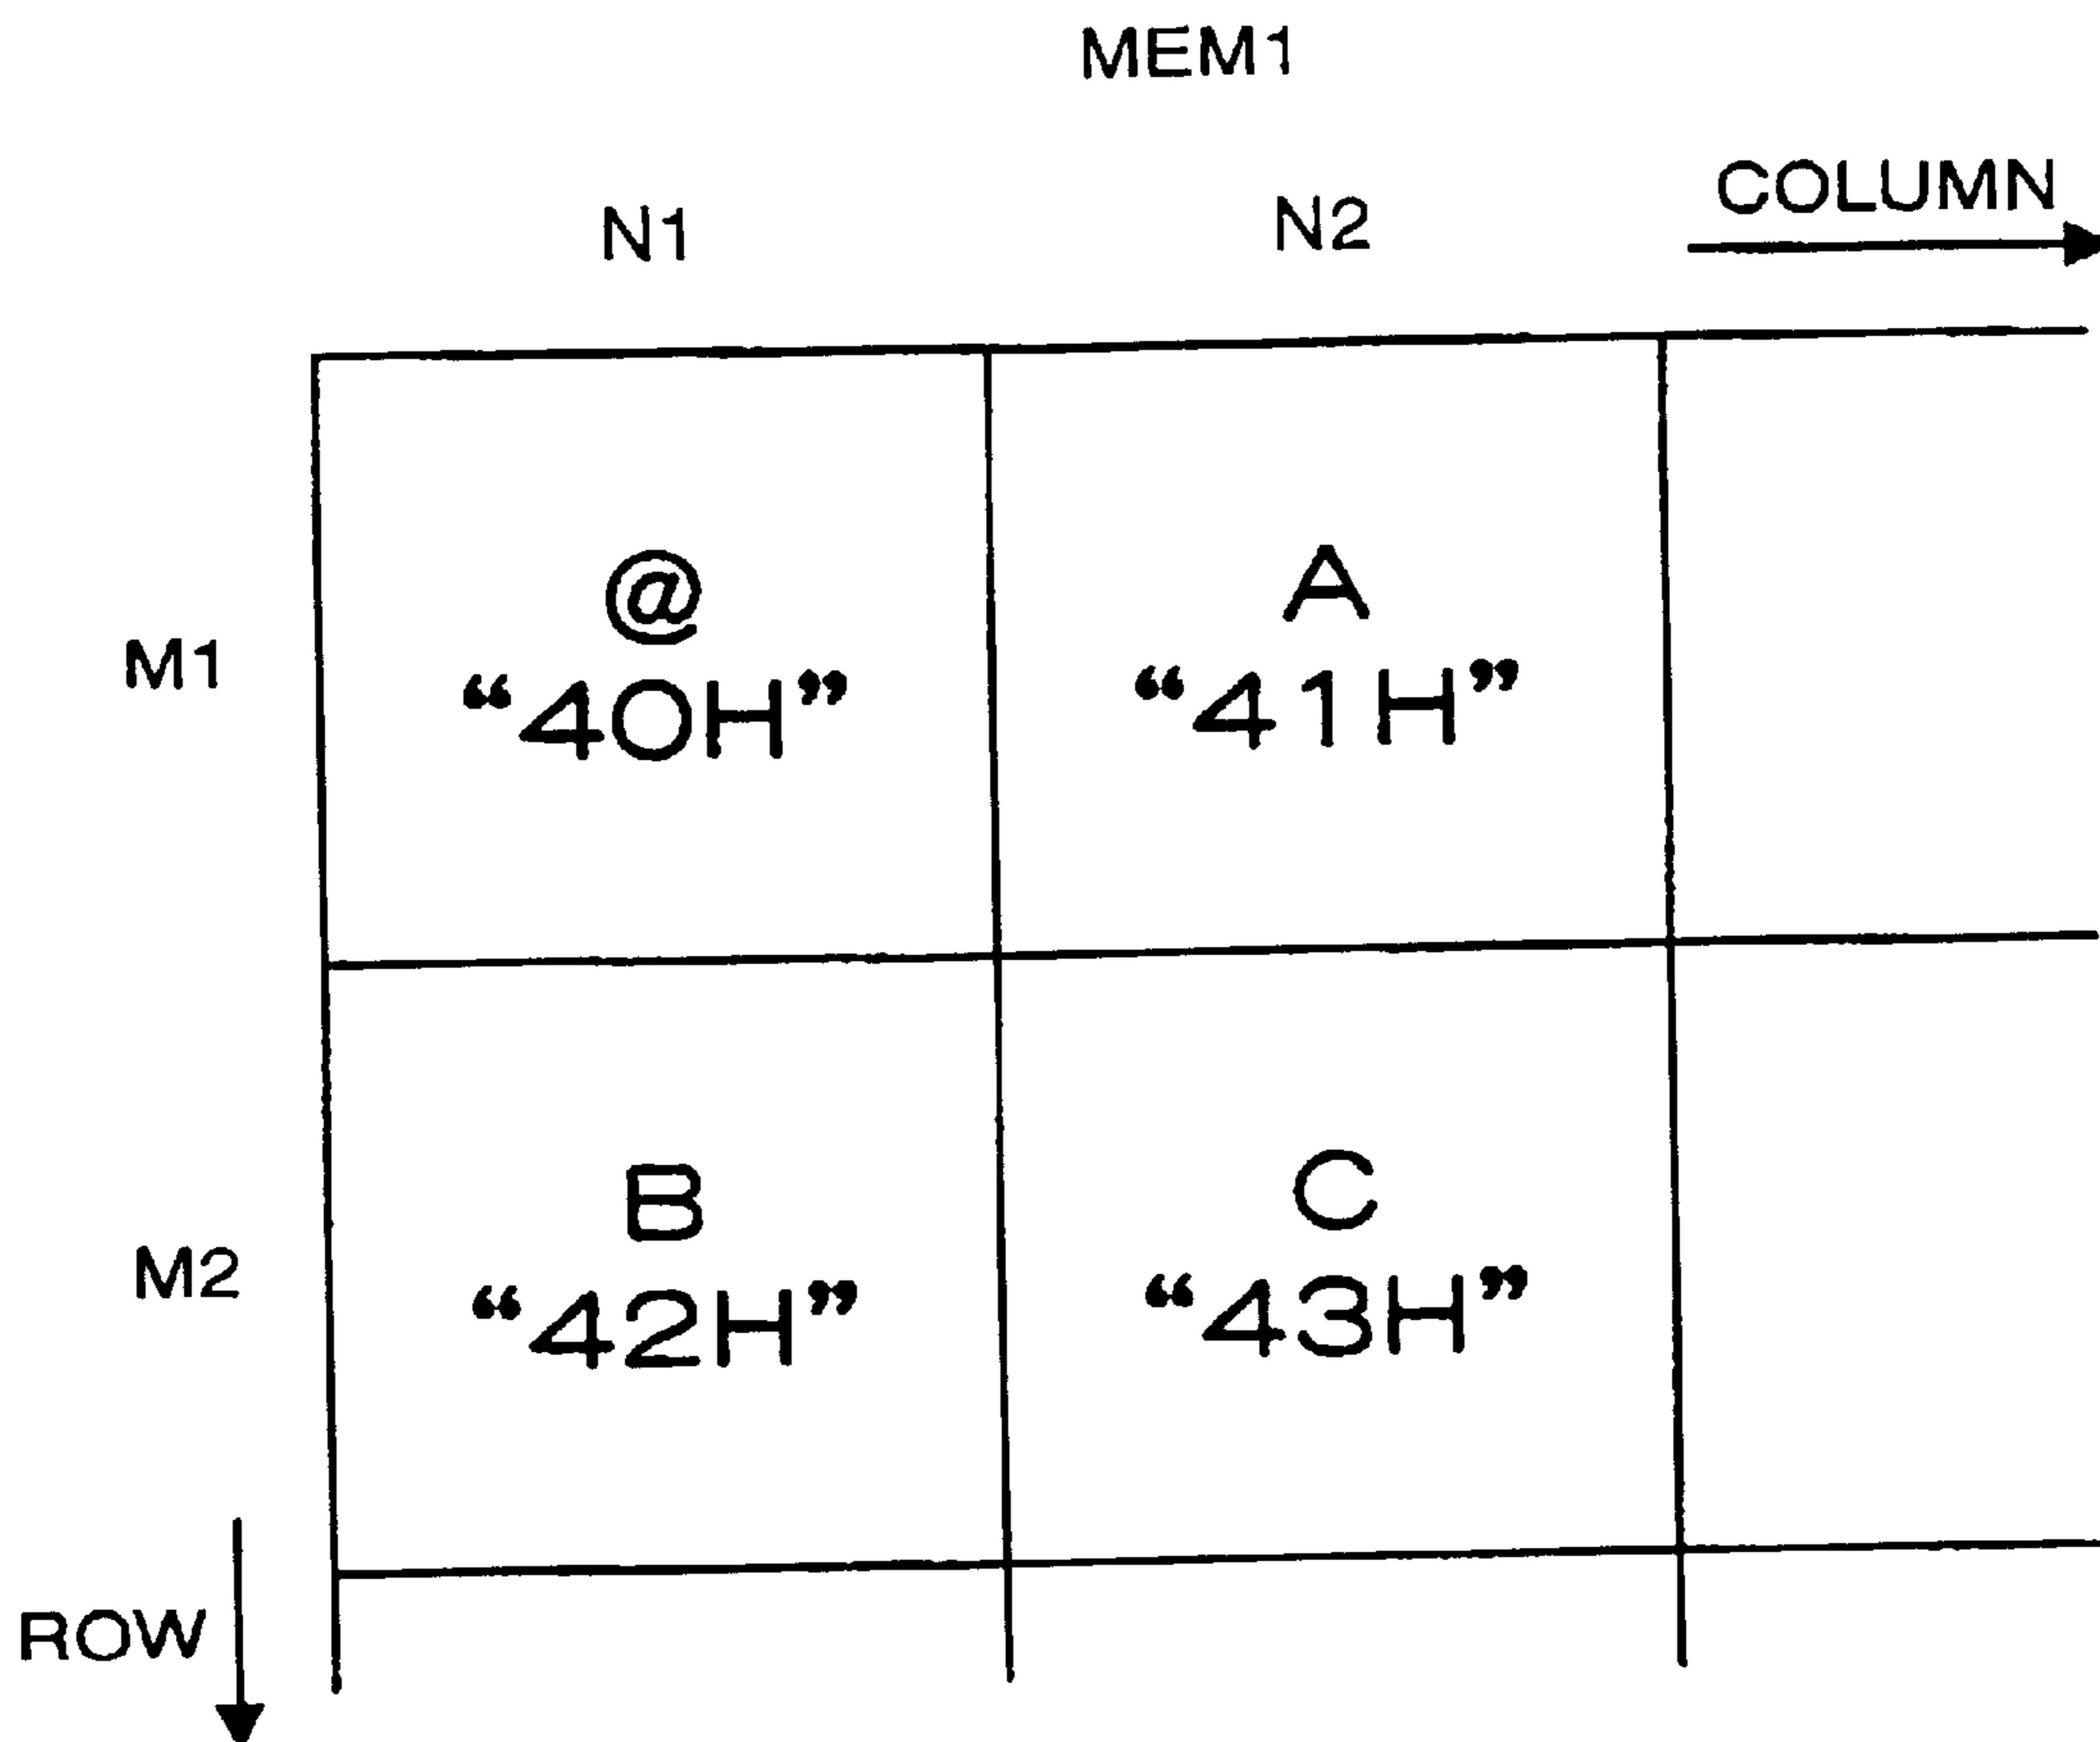 MEM1
N1 N2 COLUMN
@ A
M1 “40H” “41H”
B C
M2 “42H” “43H”
ROW